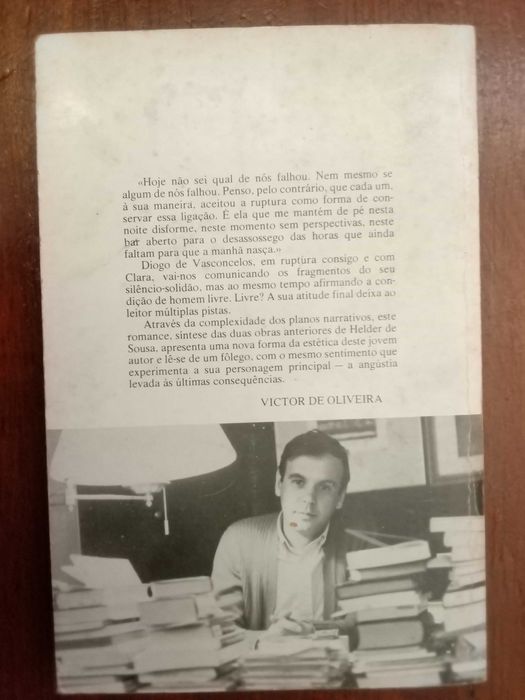 «Hoje não sei qual de nós falhou. Nem mesmo se
algum de nós falhou. Penso, pelo contrário, que cada um,
à sua maneira, aceitou a ruptura como forma de con-
servar essa ligação. É ela que me mantém de pé nesta
noite disforme, neste momento sem perspectivas, neste
bar aberto para o desassossego das horas que ainda
faltam para que a manhã nasça.»
Diogo de Vasconcelos, em ruptura consigo e com
Clara, vai-nos comunicando os fragmentos do seu
silêncio-solidão, mas ao mesmo tempo afirmando a con-
dição de homem livre. Livre? A sua atitude final deixa ao
leitor múltiplas pistas.
Através da complexidade dos planos narrativos, este
romance, síntese das duas obras anteriores de Helder de
Sousa, apresenta uma nova forma da estética deste jovem
autor e lê-se de um fôlego, com o mesmo sentimento que
experimenta a sua personagem principal — a angústia
levada às últimas consequências.
VICTOR DE OLIVEIRA